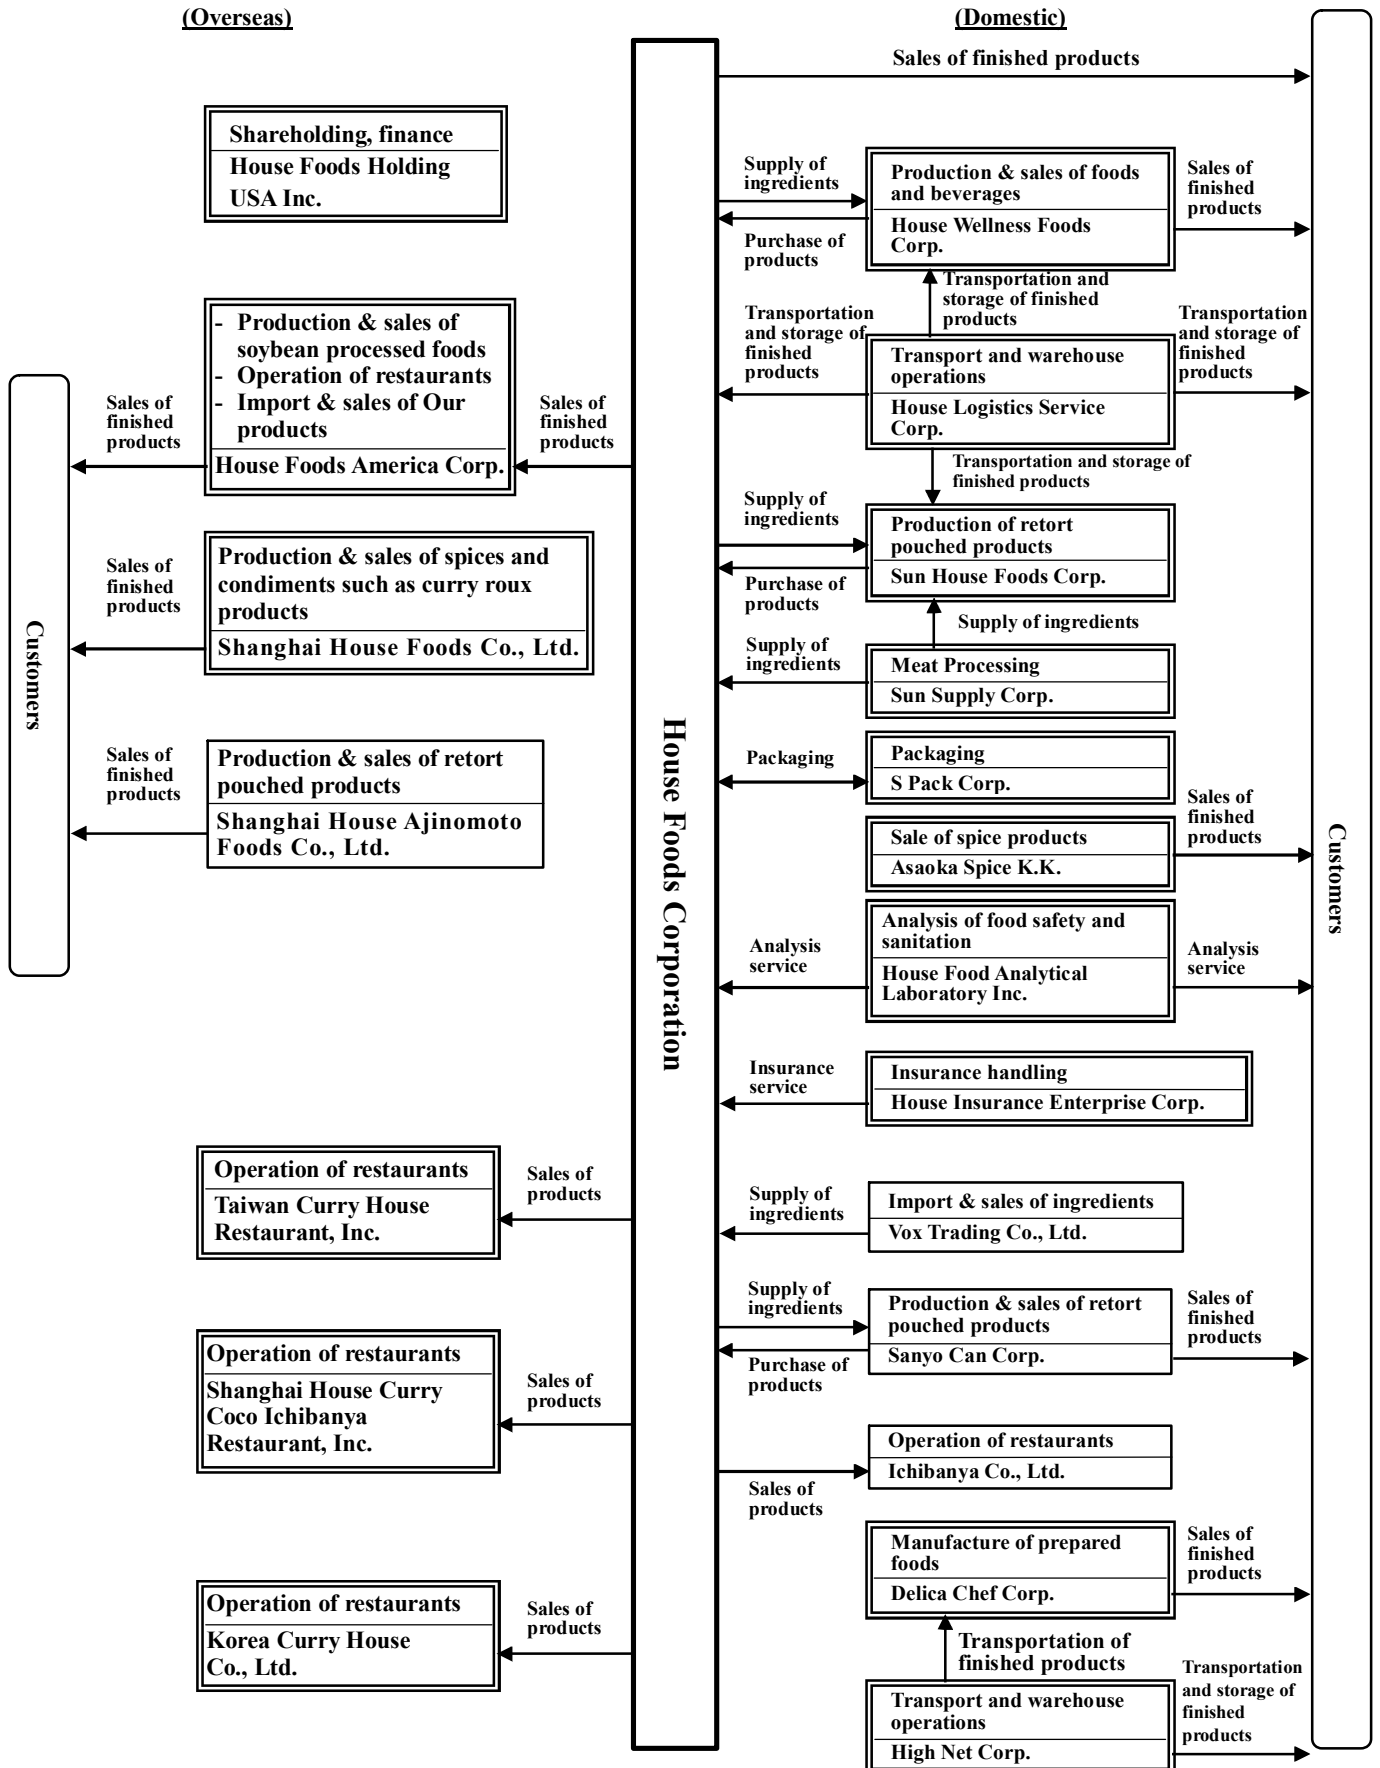 (Overseas)
(Domestic)
Sales of finished products
Shareholding, finance
House Foods Holding
USA Inc.
Supply of
ingredients
Production & sales of foods
and beverages
House Wellness Foods
Corp.
Sales of
finished
products
Purchase of
products
Transportation and
storage of finished
products
- Production & sales of
soybean processed foods
- Operation of restaurants
- Import & sales of Our
products
House Foods America Corp.
Sales of
finished
products
Sales of
finished
products
Transportation
and storage of
finished
products
Transport and warehouse
operations
House Logistics Service
Corp.
Transportation
and storage of
finished
products
Transportation and storage of
finished products
Supply of
ingredients
Production of retort
pouched products
Sun House Foods Corp.
Purchase of
products
Sales of
finished
products
Production & sales of spices and
condiments such as curry roux
products
Shanghai House Foods Co., Ltd.
Supply of ingredients
Supply of
ingredients
Meat Processing
Sun Supply Corp.
Customers
House Foods Corporation
Customers
Sales of
finished
products
Production & sales of retort
pouched products
Shanghai House Ajinomoto
Foods Co., Ltd.
Packaging
Packaging
S Pack Corp.
Sale of spice products
Asaoka Spice K.K.
Sales of
finished
products
Analysis
service
Analysis of food safety and
sanitation
House Food Analytical
Laboratory Inc.
Analysis
service
Insurance
service
Insurance handling
House Insurance Enterprise Corp.
Operation of restaurants
Taiwan Curry House
Restaurant, Inc.
Sales of
products
Supply of
ingredients
Import & sales of ingredients
Vox Trading Co., Ltd.
Supply of
ingredients
Production & sales of retort
pouched products
Sanyo Can Corp.
Sales of
finished
products
Purchase of
products
Operation of restaurants
Shanghai House Curry
Coco Ichibanya
Restaurant, Inc.
Sales of
products
Operation of restaurants
Ichibanya Co., Ltd.
Sales of
products
Manufacture of prepared
foods
Delica Chef Corp.
Sales of
finished
products
Operation of restaurants
Korea Curry House
Co., Ltd.
Sales of
products
Transportation of
finished products
Transport and warehouse
operations
High Net Corp.
Transportation
and storage of
finished
products